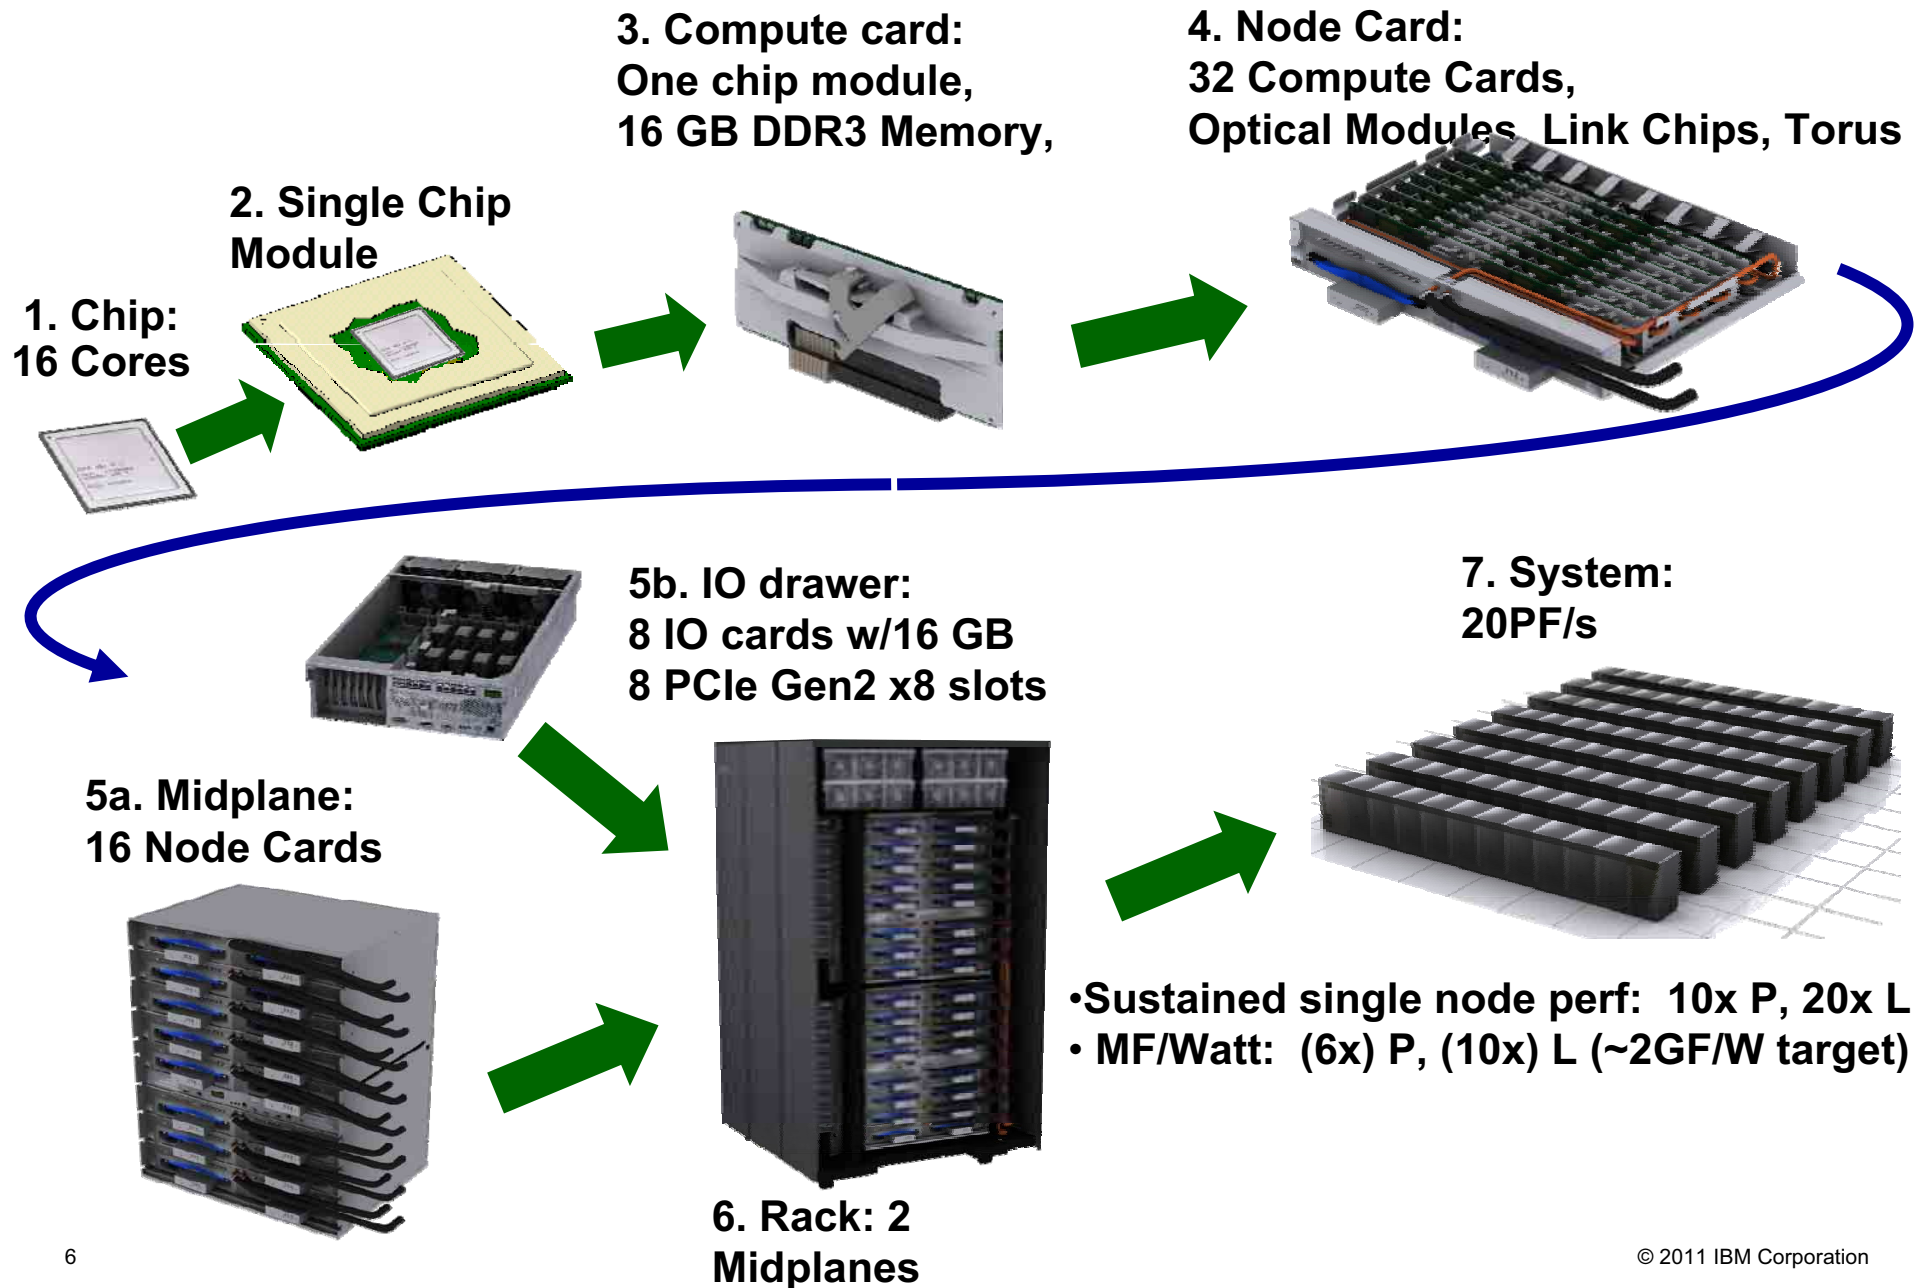 3. Compute card:
One chip module,
16 GB DDR3 Memory,
4. Node Card:
32 Compute Cards,
Optical Modules, Link Chips, Torus
2. Single Chip
Module
1. Chip:
16 Cores
5b. IO drawer:
8 IO cards w/16 GB
8 PCIe Gen2 x8 slots
7. System:
20PF/s
5a. Midplane:
16 Node Cards
•Sustained single node perf: 10x P, 20x L
• MF/Watt: (6x) P, (10x) L (~2GF/W target)
6. Rack: 2
Midplanes
6
© 2011 IBM Corporation